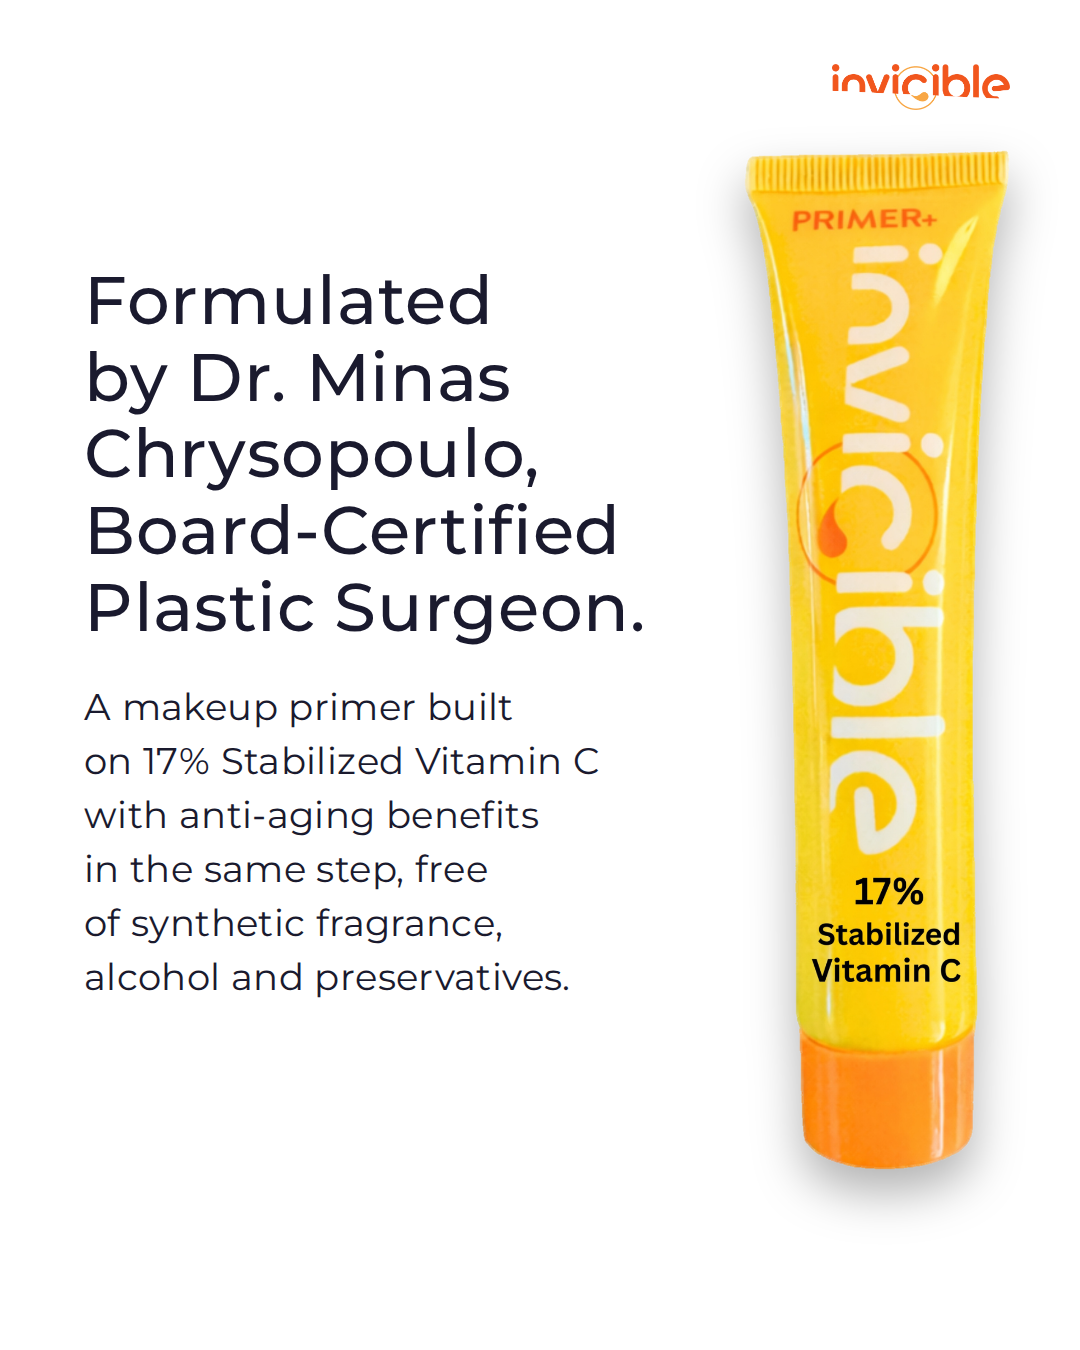 invicible
Formulated
by Dr. Minas
Chrysopoulo,
Board-Certified
Plastic Surgeon.
A makeup primer built
on 17% Stabilized Vitamin C
with anti-aging benefits
in the same step, free
of synthetic fragrance,
alcohol and preservatives.
PRIMER+
invicible
17%
Stabilized
Vitamin C